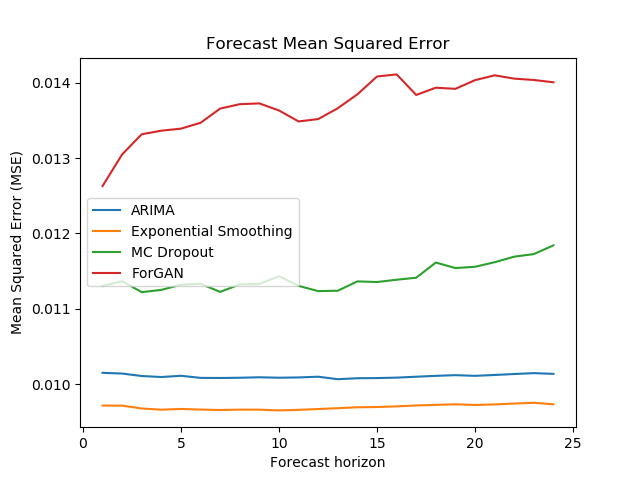 Forecast Mean Squared Error
Mean Squared Error (MSE)
0.014
0.013
0.012
0.011
0.010
ARIMA
Exponential Smoothing
MC Dropout
ForGAN
0 5 10 15 20 25
Forecast horizon